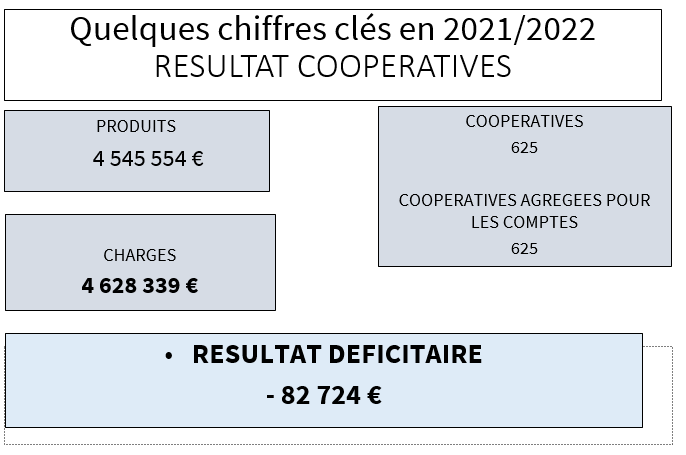 Quelques chiffres clés en 2021/2022
RESULTAT COOPERATIVES
PRODUITS
4 545 554 €
COOPERATIVES
625
COOPERATIVES AGREGEES POUR
LES COMPTES
625
CHARGES
4 628 339 €
• RESULTAT DEFICITAIRE
- 82 724 €